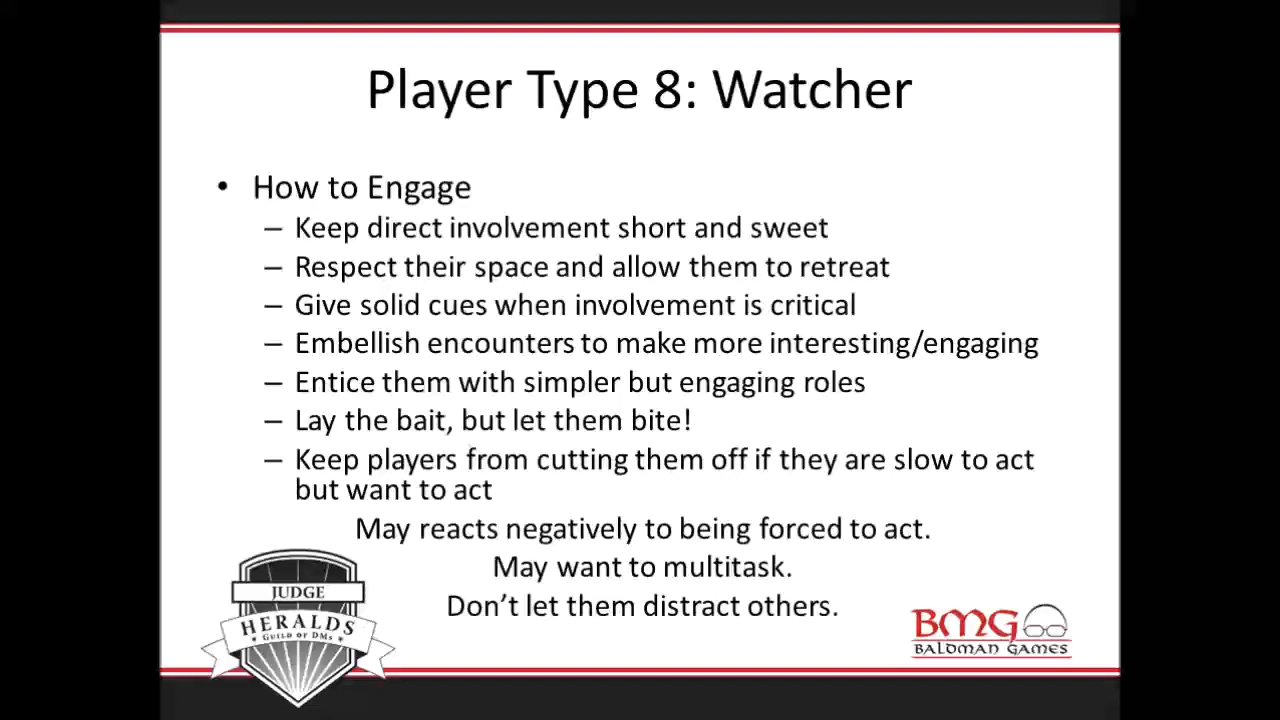 Player Type 8: Watcher
• How to Engage
– Keep direct involvement short and sweet
– Respect their space and allow them to retreat
– Give solid cues when involvement is critical
– Embellish encounters to make more interesting/engaging
– Entice them with simpler but engaging roles
– Lay the bait, but let them bite!
– Keep players from cutting them off if they are slow to act
but want to act
May reacts negatively to being forced to act.
May want to multitask.
Don't let them distract others.
JUDGE
HERALDS
GUILD OF DMs
BMG
BALDMAN GAMES